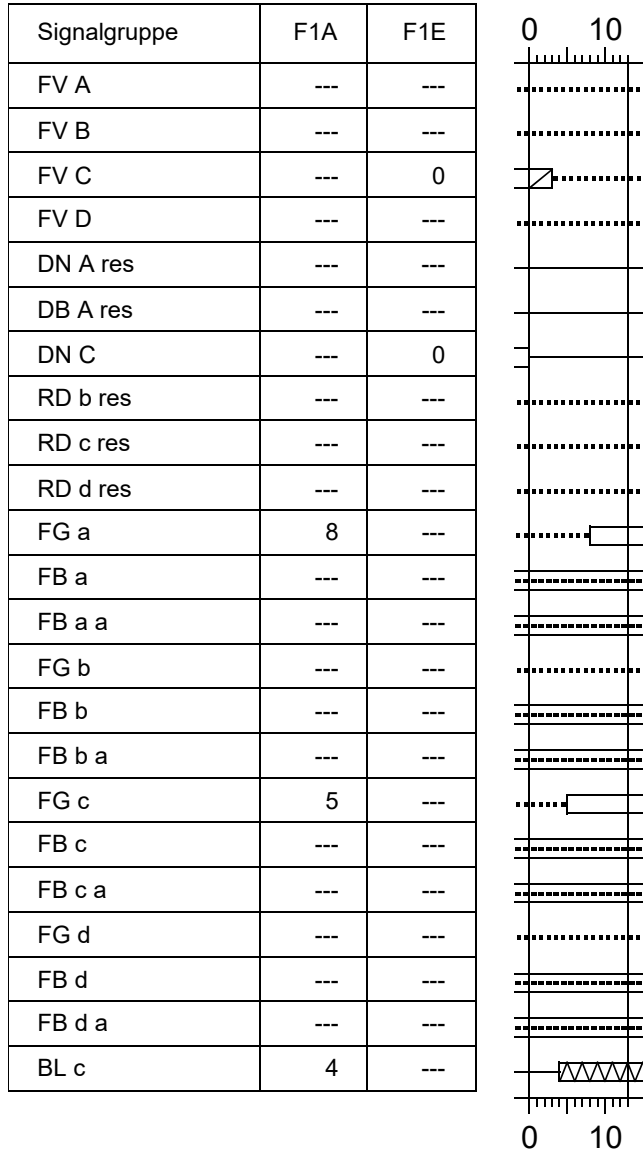 Signalgruppe F1A F1E 0 10
FV A --- ---
FV B --- ---
FV C --- 0
FV D --- ---
DN A res --- ---
DB A res --- ---
DN C --- 0
RD b res --- ---
RD c res --- ---
RD d res --- ---
FG a 8 ---
FB a --- ---
FB a a --- ---
FG b --- ---
FB b --- ---
FB b a --- ---
FG c 5 ---
FB c --- ---
FB c a --- ---
FG d --- ---
FB d --- ---
FB d a --- ---
BL c 4 ---
0 10